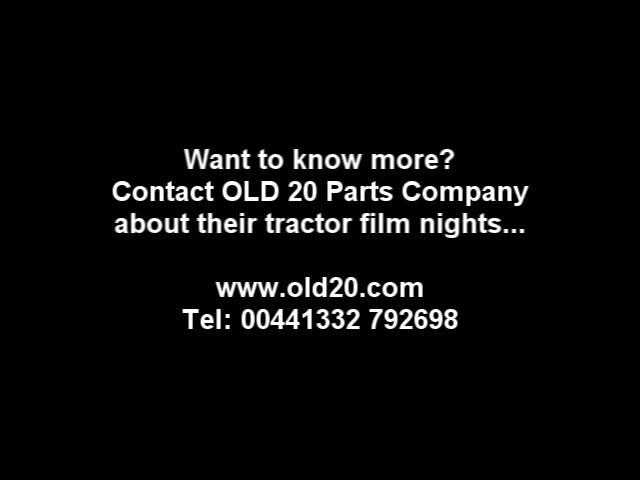 Want to know more?
Contact OLD 20 Parts Company
about their tractor film nights...
www.old20.com
Tel: 00441332 792698